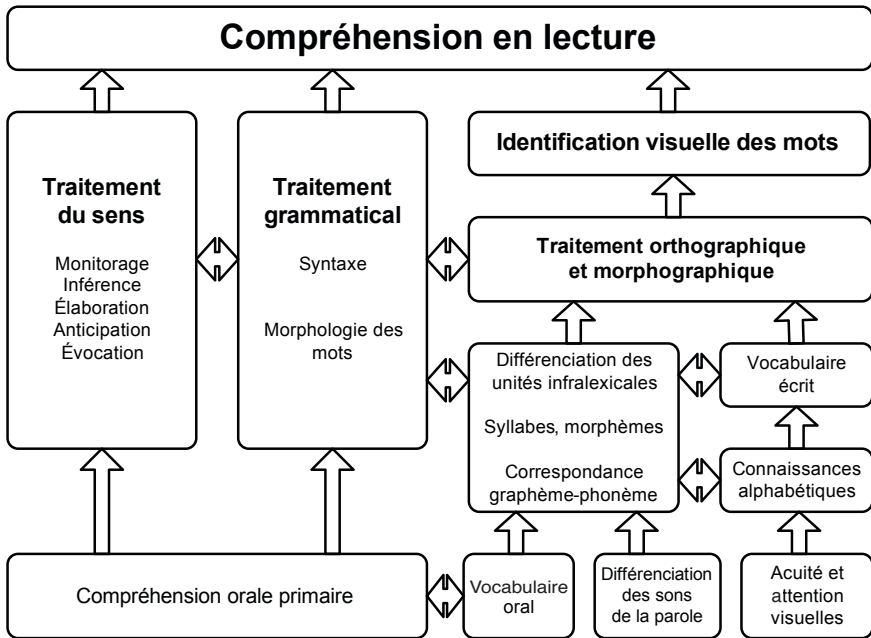 Compréhension en lecture
Traitement
du sens
Monitorage
Inférence
Élaboration
Anticipation
Évocation
Traitement
grammatical
Syntaxe
Morphologie des
mots
Identification visuelle des mots
Traitement orthographique
et morphographique
Différenciation des
unités infralexicales
Syllabes, morphèmes
Correspondance
graphème-phonème
Vocabulaire
écrit
Connaissances
alphabétiques
Compréhension orale primaire
Vocabulaire
oral
Différenciation
des sons
de la parole
Acuité et
attention
visuelles